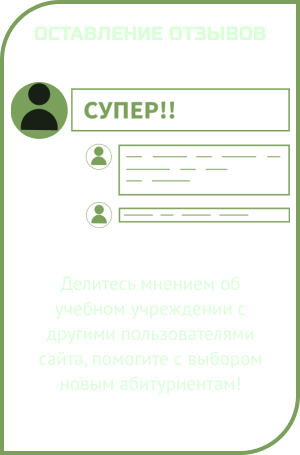 ОСТАВЛЕНИЕ ОТЗЫВОВ
СУПЕР!!
Делитесь мнением об
учебном учреждении с
другими пользователями
сайта, помогите с выбором
новым абитуриентам!